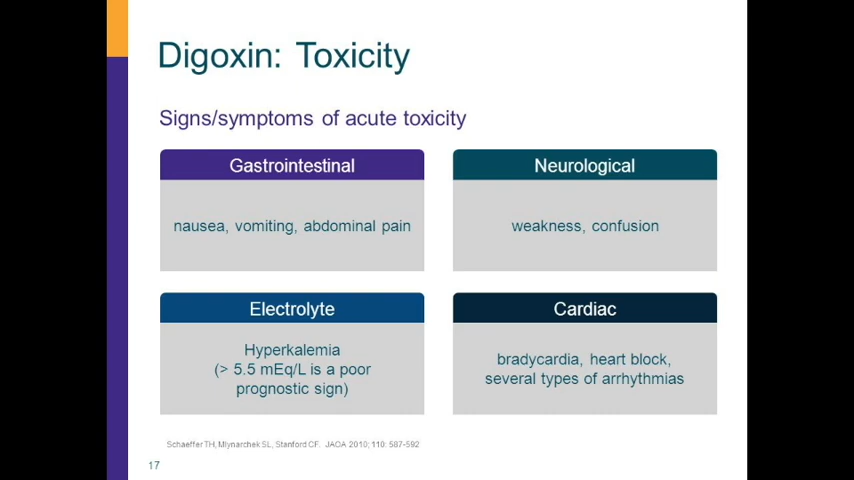 Digoxin: Toxicity
Signs/symptoms of acute toxicity
Gastrointestinal
nausea, vomiting, abdominal pain
Neurological
weakness, confusion
Electrolyte
Hyperkalemia
(> 5.5 mEq/L is a poor
prognostic sign)
Cardiac
bradycardia, heart block,
several types of arrhythmias
Schaeffer TH, Mlynarchek SL, Stanford CF. JAOA 2010; 110: 587-592
17